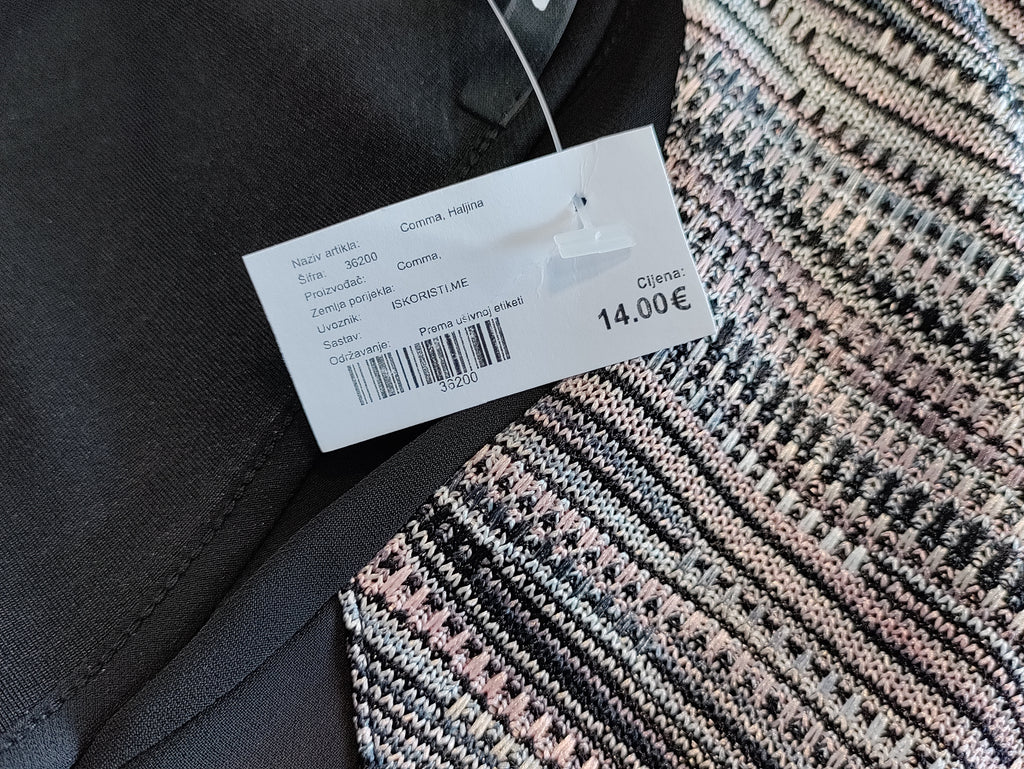 Naziv artikla: Comma, Haljina
Šifra: 36200
Proizvođač: Comma,
Zemlja porijekla:
Uvoznik: ISKORISTI.ME
Sastav:
Održavanje: Prema ušivnoj etiketi
36200
Cijena:
14.00€